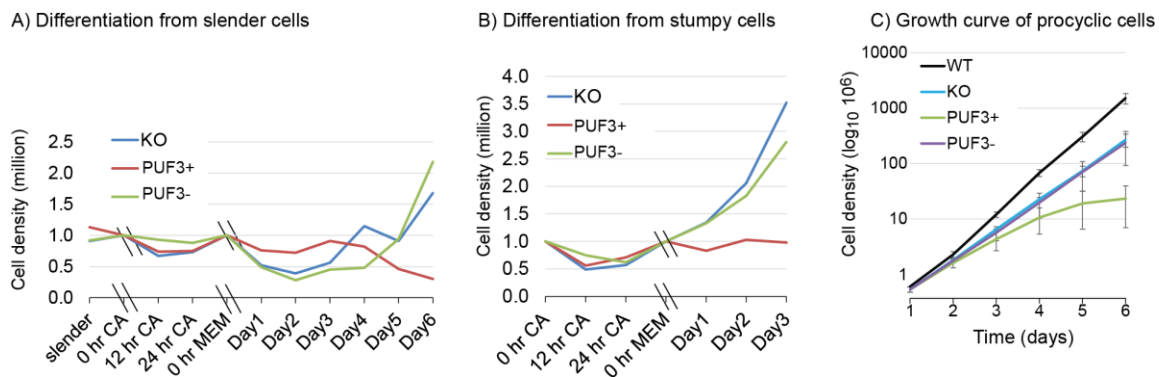 A) Differentiation from slender cells
Cell density (million)
2.5
2.0
1.5
1.0
0.5
0.0
KO
PUF3+
PUF3-
slender
0 hr CA
12 hr CA
24 hr CA
0 hr MEM
Day1
Day2
Day3
Day4
Day5
Day6
B) Differentiation from stumpy cells
Cell density (million)
4.0
3.5
3.0
2.5
2.0
1.5
1.0
0.5
0.0
KO
PUF3+
PUF3-
0 hr CA
12 hr CA
24 hr CA
0 hr MEM
Day1
Day2
Day3
C) Growth curve of procyclic cells
Cell density (log10 10⁶)
10000
1000
100
10
1
WT
KO
PUF3+
PUF3-
1 2 3 4 5 6
Time (days)